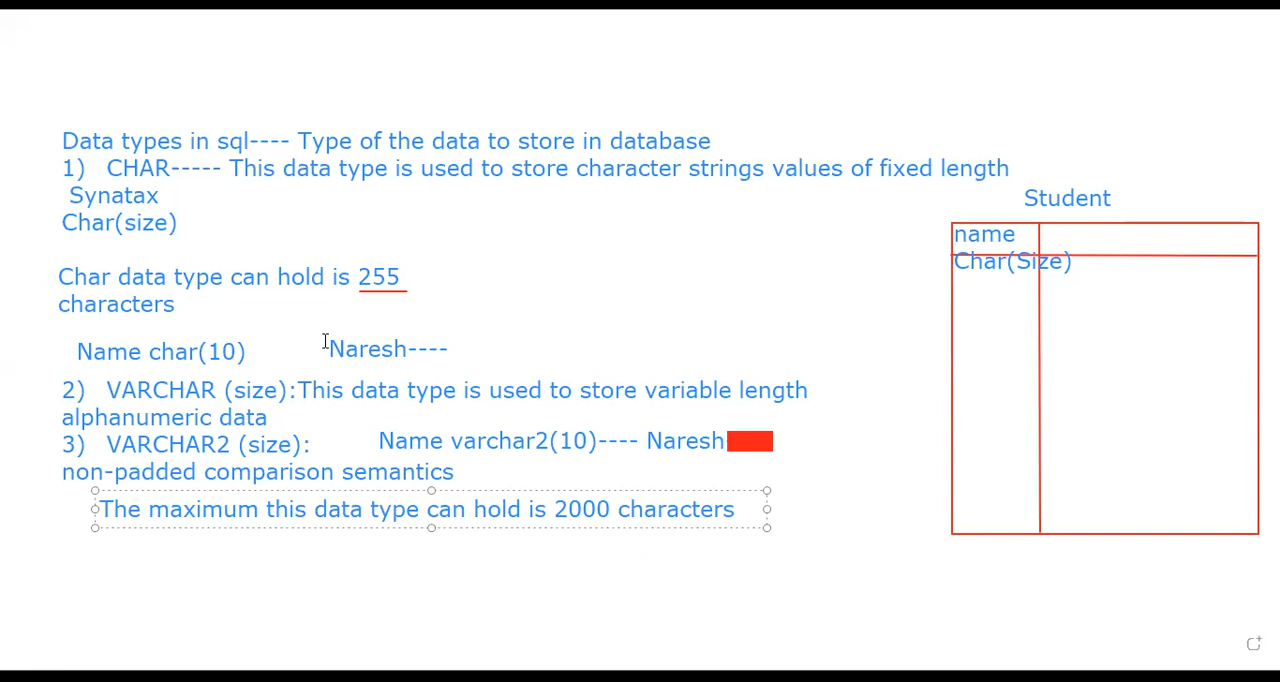 Data types in sql---- Type of the data to store in database
1) CHAR----- This data type is used to store character strings values of fixed length
Synatax
Char(size)
Student
name
Char(Size)
Char data type can hold is 255
characters
Name char(10)
Naresh----
2) VARCHAR (size):This data type is used to store variable length
alphanumeric data
3) VARCHAR2 (size):
Name varchar2(10)---- Naresh
non-padded comparison semantics
The maximum this data type can hold is 2000 characters